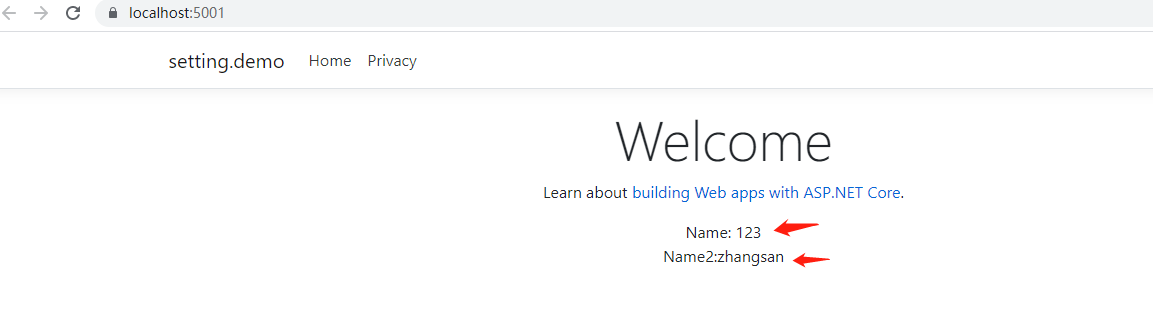 localhost:5001
setting.demo Home Privacy
Welcome
Learn about building Web apps with ASP.NET Core.
Name: 123
Name2:zhangsan